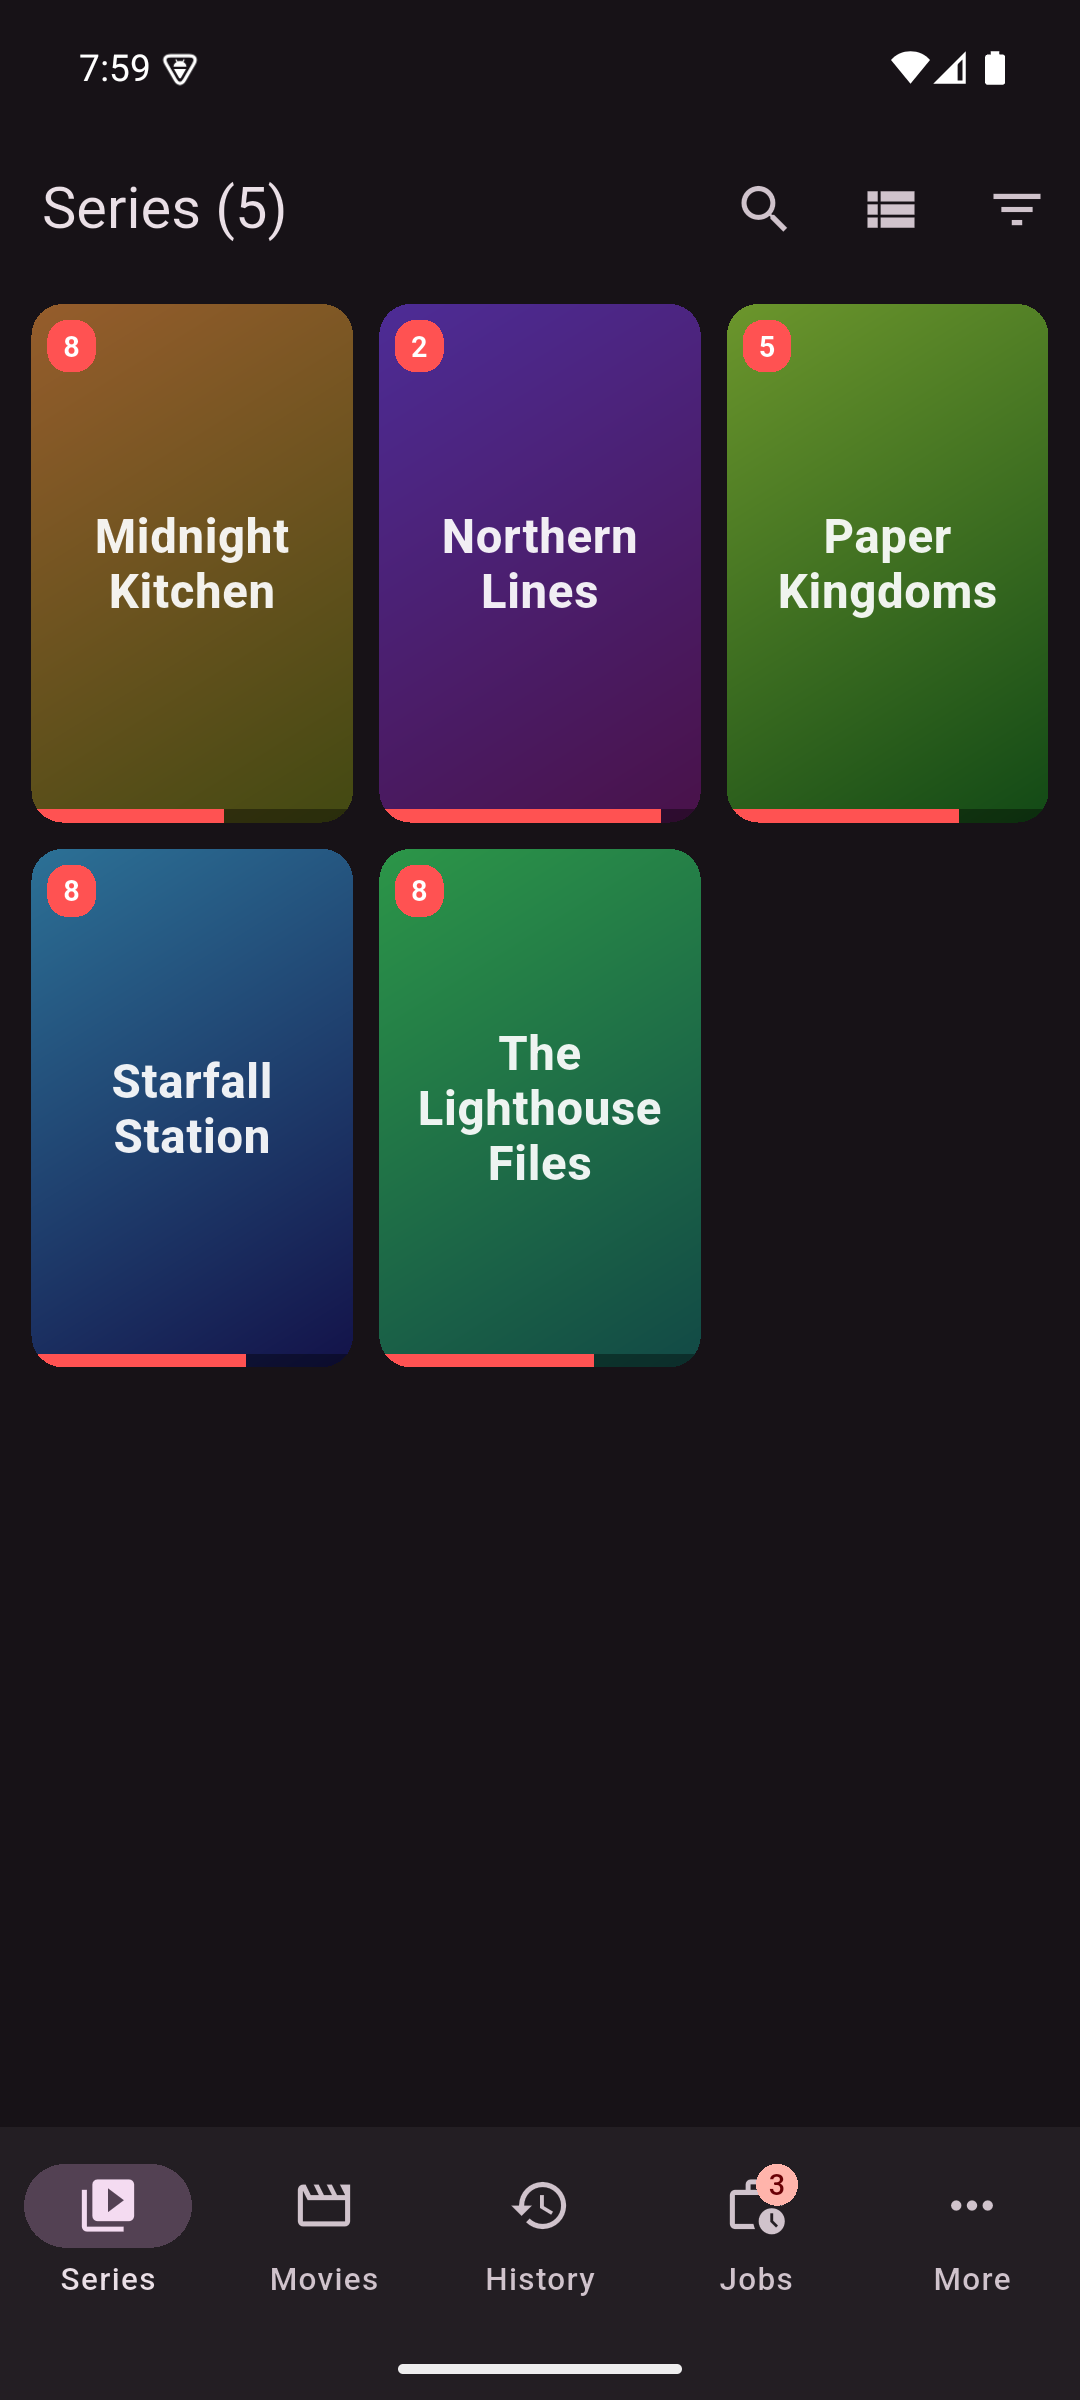 7:59
Series (5)
8
Midnight
Kitchen
2
Northern
Lines
5
Paper
Kingdoms
8
Starfall
Station
8
The
Lighthouse
Files
3
Series
Movies
History
Jobs
More